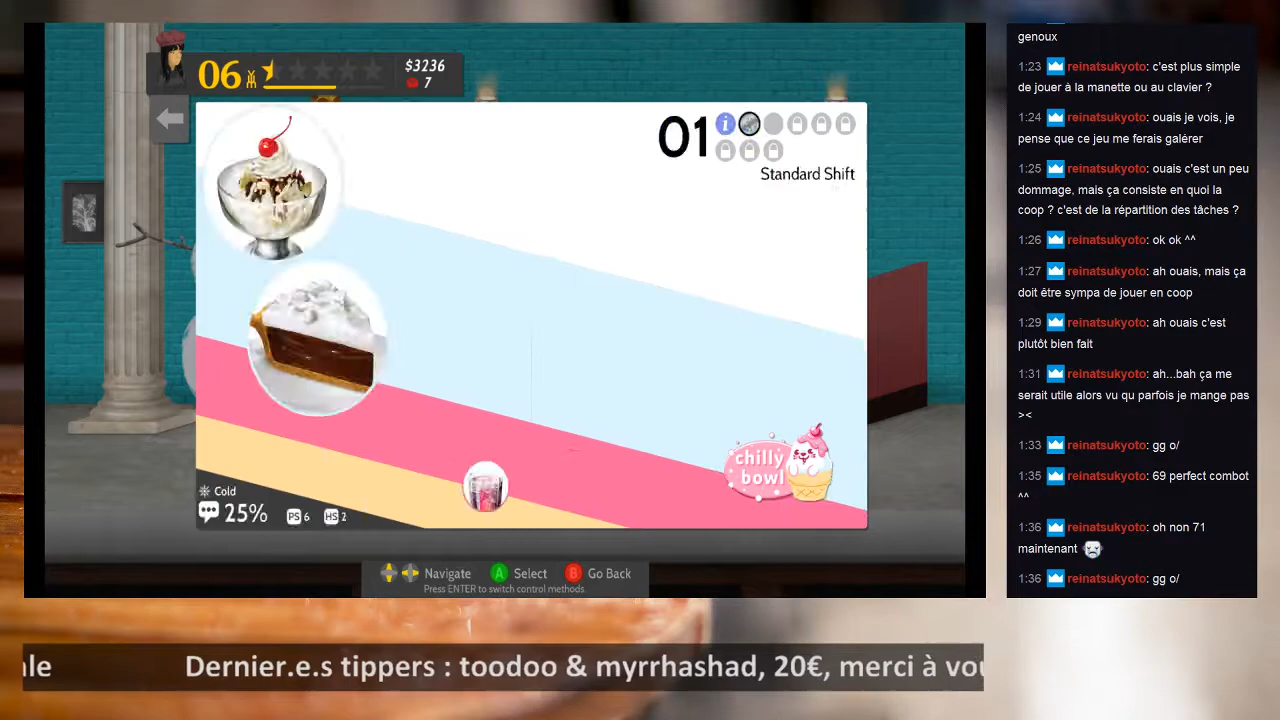 06
$3236
7
01
i
Standard Shift
chilly
bowl
Cold
25%
PS 6
HS 2
Navigate
A Select
B Go Back
Press ENTER to switch control methods.
genoux
1:23 reinatsukyoto: c'est plus simple
de jouer à la manette ou au clavier ?
1:24 reinatsukyoto: ouais je vois, je
pense que ce jeu me ferais galèrer
1:25 reinatsukyoto: ouais c'est un peu
dommage, mais ça consiste en quoi la
coop ? c'est de la répartition des tâches ?
1:26 reinatsukyoto: ok ok ^^
1:27 reinatsukyoto: ah ouais, mais ça
doit être sympa de jouer en coop
1:29 reinatsukyoto: ah ouais c'est
plutôt bien fait
1:31 reinatsukyoto: ah...bah ça me
serait utile alors vu qu parfois je mange pas
><
1:33 reinatsukyoto: gg o/
1:35 reinatsukyoto: 69 perfect combot
^^
1:36 reinatsukyoto: oh non 71
maintenant
1:36 reinatsukyoto: gg o/
Dernier.e.s tippers : toodoo & myrrhashad, 20€, merci à